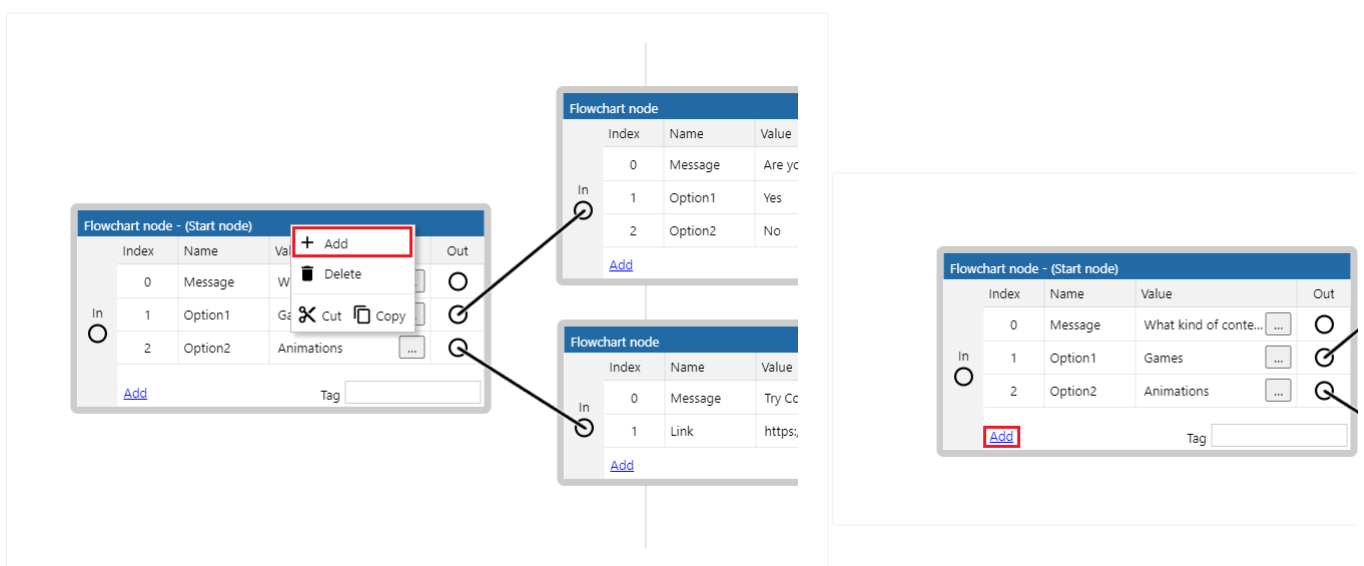 Flowchart node
Index Name Value
0 Message Are yo
In
1 Option1 Yes
2 Option2 No
Add
Flowchart node - (Start node)
Index Name Val Out
0 Message W
In
1 Option1 Ga
2 Option2 Animations ...
Add Tag
+ Add
Delete
Cut Copy
Flowchart node
Index Name Value
0 Message Try Co
In
1 Link https:/
Add
Flowchart node - (Start node)
Index Name Value Out
0 Message What kind of conte... ...
In
1 Option1 Games ...
2 Option2 Animations ...
Add Tag